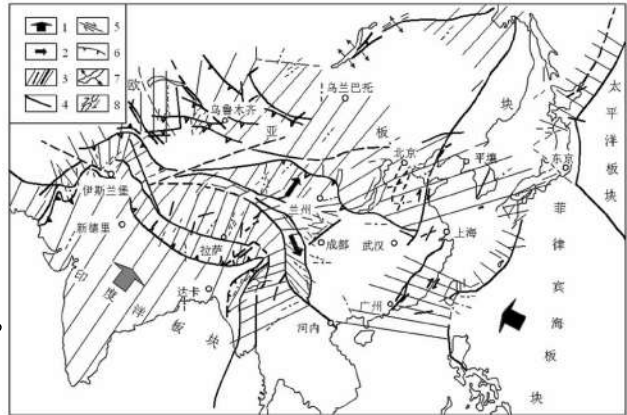 1
5
2
6
3
7
4
8
欧
亚
板
块
乌鲁木齐
乌兰巴托
北京
平壤
东京
太
平
洋
板
块
伊斯兰堡
兰州
新德里
拉萨
成都
武汉
上海
菲
律
宾
海
板
块
印
度
洋
板
块
达卡
广州
河内